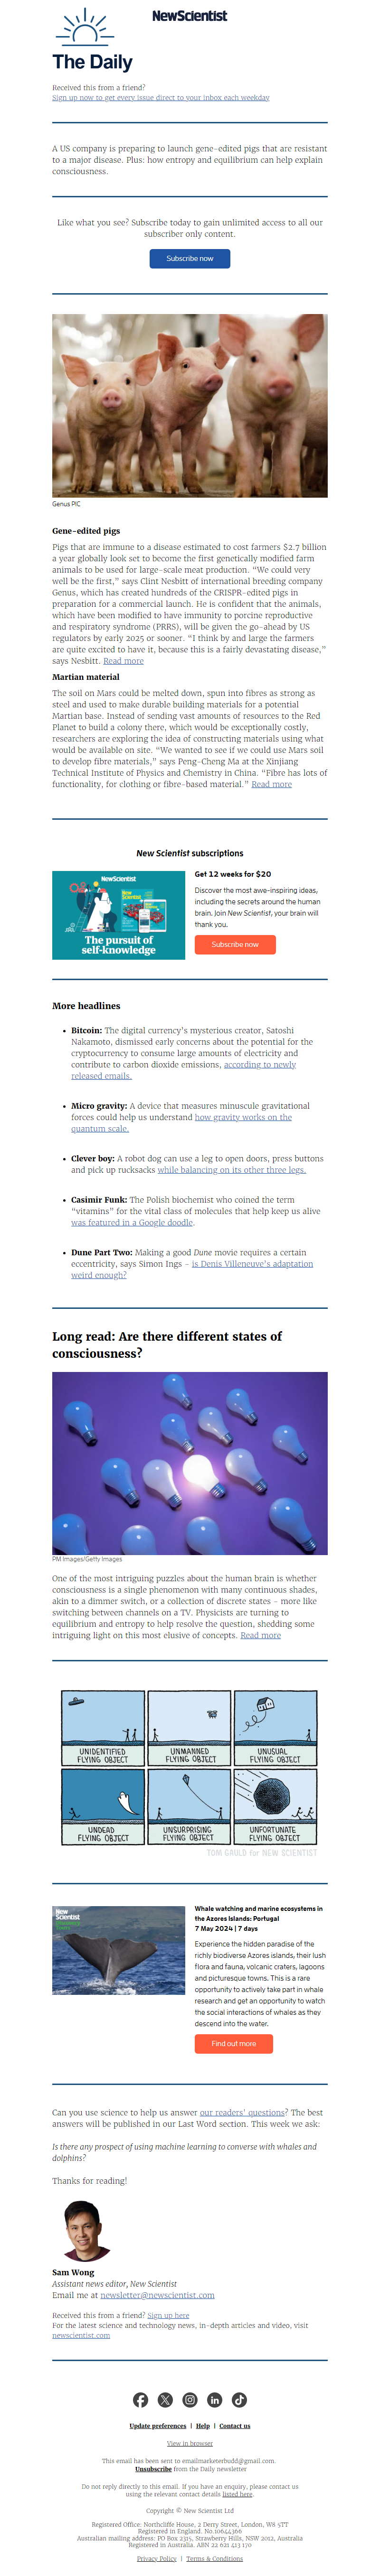 NewScientist
The Daily
Received this from a friend?
Sign up now to get every issue direct to your inbox each weekday
A US company is preparing to launch gene-edited pigs that are resistant
to a major disease. Plus: how entropy and equilibrium can help explain
consciousness.
Like what you see? Subscribe today to gain unlimited access to all our
subscriber only content.
Subscribe now
Genus PIC
Gene-edited pigs
Pigs that are immune to a disease estimated to cost farmers $2.7 billion
a year globally look set to become the first genetically modified farm
animals to be used for large-scale meat production. “We could very
well be the first,” says Clint Nesbitt of international breeding company
Genus, which has created hundreds of the CRISPR-edited pigs in
preparation for a commercial launch. He is confident that the animals,
which have been modified to have immunity to porcine reproductive
and respiratory syndrome (PRRS), will be given the go-ahead by US
regulators by early 2025 or sooner. “I think by and large the farmers
are quite excited to have it, because this is a fairly devastating disease,”
says Nesbitt. Read more
Martian material
The soil on Mars could be melted down, spun into fibres as strong as
steel and used to make durable building materials for a potential
Martian base. Instead of sending vast amounts of resources to the Red
Planet to build a colony there, which would be exceptionally costly,
researchers are exploring the idea of constructing materials using what
would be available on site. “We wanted to see if we could use Mars soil
to develop fibre materials,” says Peng-Cheng Ma at the Xinjiang
Technical Institute of Physics and Chemistry in China. “Fibre has lots of
functionality, for clothing or fibre-based material.” Read more
New Scientist subscriptions
NewScientist
The pursuit of
self-knowledge
Get 12 weeks for $20
Discover the most awe-inspiring ideas,
including the secrets around the human
brain. Join New Scientist, your brain will
thank you.
Subscribe now
More headlines
• Bitcoin: The digital currency's mysterious creator, Satoshi
Nakamoto, dismissed early concerns about the potential for the
cryptocurrency to consume large amounts of electricity and
contribute to carbon dioxide emissions, according to newly
released emails.
• Micro gravity: A device that measures minuscule gravitational
forces could help us understand how gravity works on the
quantum scale.
• Clever boy: A robot dog can use a leg to open doors, press buttons
and pick up rucksacks while balancing on its other three legs.
• Casimir Funk: The Polish biochemist who coined the term
“vitamins” for the vital class of molecules that help keep us alive
was featured in a Google doodle.
• Dune Part Two: Making a good Dune movie requires a certain
eccentricity, says Simon Ings - is Denis Villeneuve's adaptation
weird enough?
Long read: Are there different states of
consciousness?
PM Images/Getty Images
One of the most intriguing puzzles about the human brain is whether
consciousness is a single phenomenon with many continuous shades,
akin to a dimmer switch, or a collection of discrete states - more like
switching between channels on a TV. Physicists are turning to
equilibrium and entropy to help resolve the question, shedding some
intriguing light on this most elusive of concepts. Read more
UNIDENTIFIED
FLYING OBJECT
UNMANNED
FLYING OBJECT
UNUSUAL
FLYING OBJECT
UNDEAD
FLYING OBJECT
UNSURPRISING
FLYING OBJECT
UNFORTUNATE
FLYING OBJECT
TOM GAULD for NEW SCIENTIST
New
Scientist
Whale watching and marine ecosystems in
the Azores Islands: Portugal
7 May 2024 | 7 days
Experience the hidden paradise of the
richly biodiverse Azores islands, their lush
flora and fauna, volcanic craters, lagoons
and picturesque towns. This is a rare
opportunity to actively take part in whale
research and get an opportunity to watch
the social interactions of whales as they
descend into the water.
Find out more
Can you use science to help us answer our readers' questions? The best
answers will be published in our Last Word section. This week we ask:
Is there any prospect of using machine learning to converse with whales and
dolphins?
Thanks for reading!
Sam Wong
Assistant news editor, New Scientist
Email me at newsletter@newscientist.com
Received this from a friend? Sign up here
For the latest science and technology news, in-depth articles and video, visit
newscientist.com
Update preferences | Help | Contact us
View in browser
This email has been sent to emailmarketerbudd@gmail.com.
Unsubscribe from the Daily newsletter
Do not reply directly to this email. If you have an enquiry, please contact us
using the relevant contact details listed here.
Copyright © New Scientist Ltd
Registered Office: Northcliffe House, 2 Derry Street, London, W8 5TT
Registered in England. No.10644366
Australian mailing address: PO Box 2315, Strawberry Hills, NSW 2012, Australia
Registered in Australia. ABN 22 621 413 170
Privacy Policy | Terms & Conditions